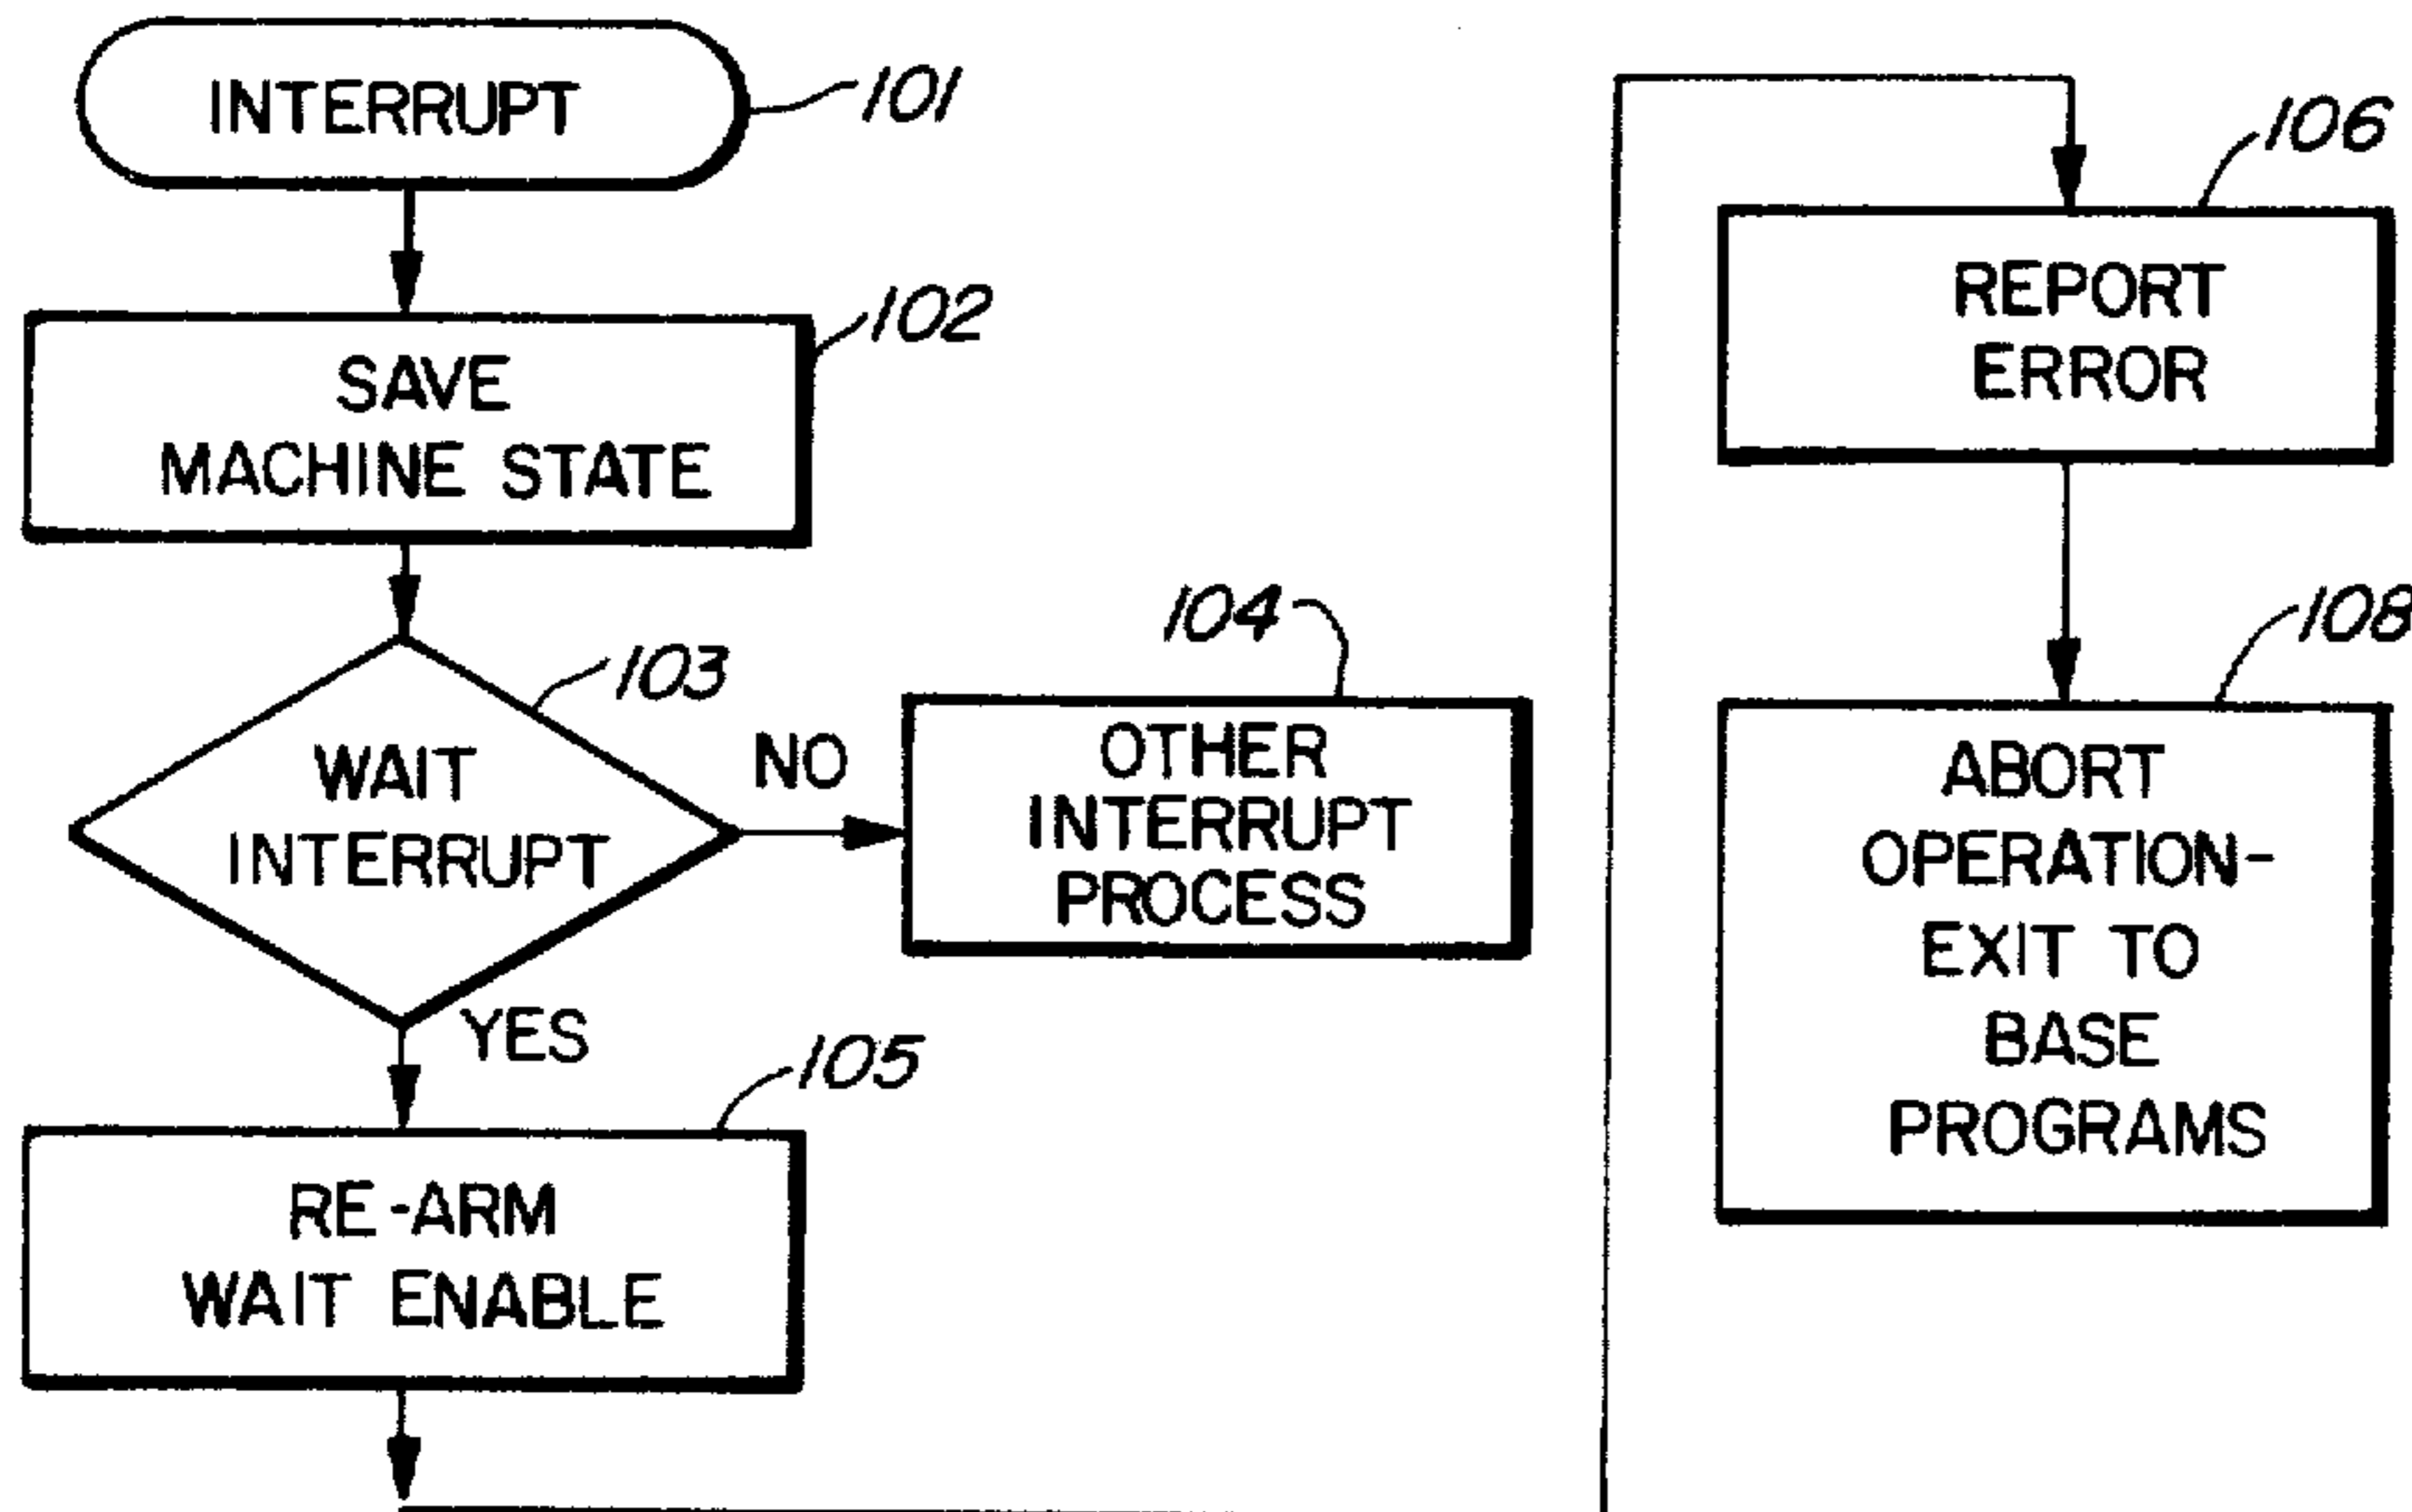 INTERRUPT
101
SAVE
MACHINE STATE
102
WAIT
INTERRUPT
103
NO
YES
OTHER
INTERRUPT
PROCESS
104
RE-ARM
WAIT ENABLE
105
REPORT
ERROR
106
ABORT
OPERATION-
EXIT TO
BASE
PROGRAMS
108